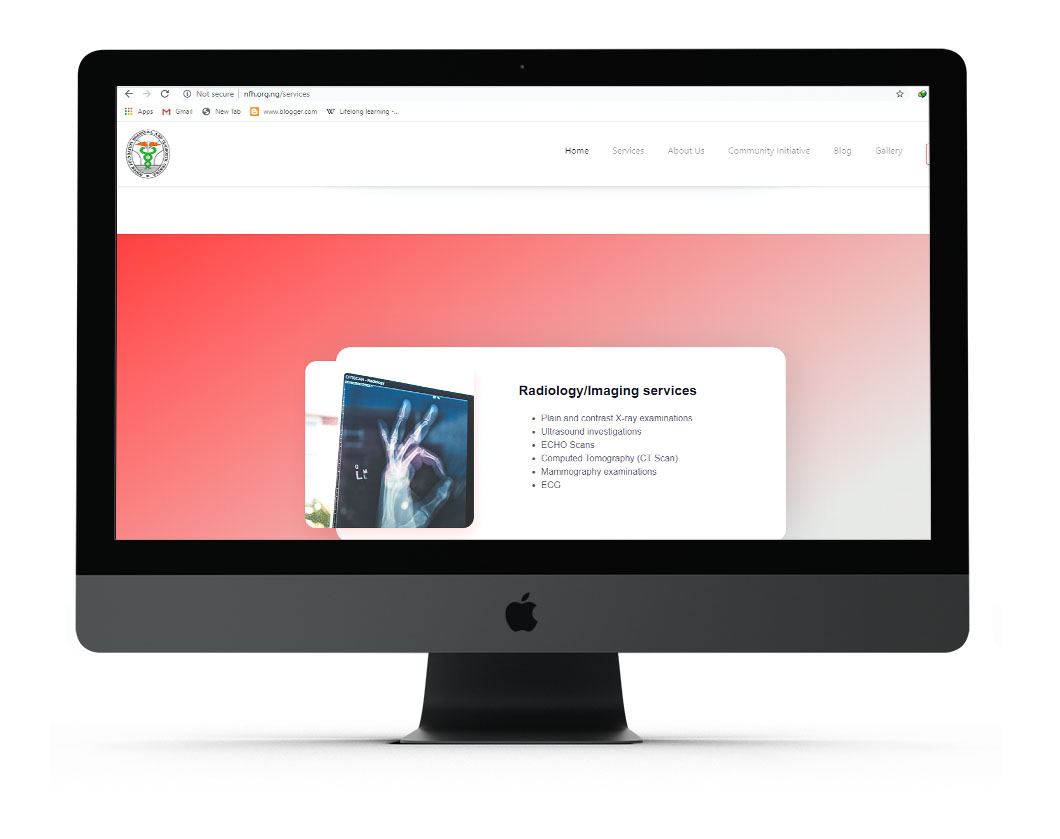 Not secure | nfh.org.ng/services
Apps Gmail New Tab www.blogger.com Lifelong learning -...
Home Services About Us Community Initiative Blog Gallery
Radiology/Imaging services
• Plain and contrast X-ray examinations
• Ultrasound investigations
• ECHO Scans
• Computed Tomography (CT Scan)
• Mammography examinations
• ECG